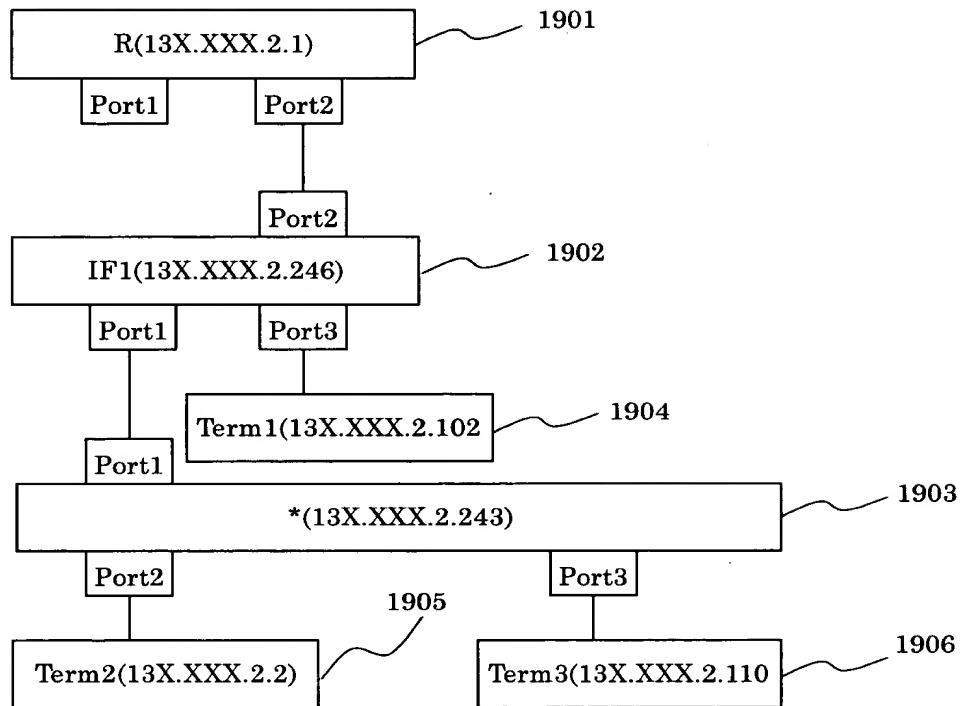 1901
R(13X.XXX.2.1)
Port1 Port2
Port2
1902
IF1(13X.XXX.2.246)
Port1 Port3
1904
Term1(13X.XXX.2.102
Port1
1903
*(13X.XXX.2.243)
Port2 Port3
1905
1906
Term2(13X.XXX.2.2) Term3(13X.XXX.2.110